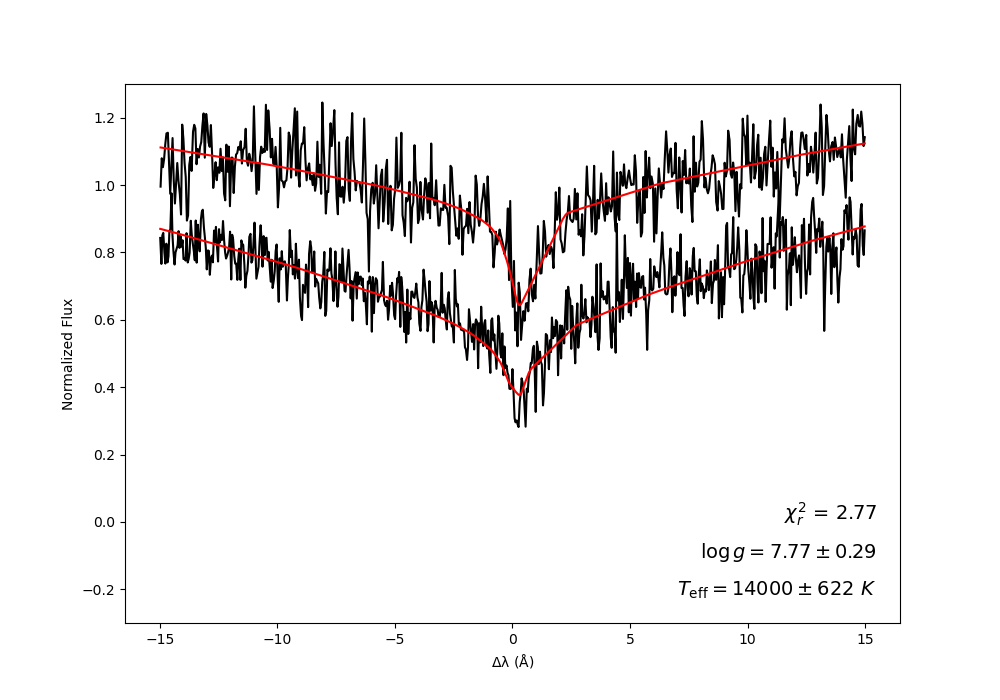 1.2
1.0
0.8
0.6
0.4
0.2
0.0
−0.2
Normalized Flux
χ²ᵣ = 2.77
log g = 7.77 ± 0.29
T_eff = 14000 ± 622 K
−15 −10 −5 0 5 10 15
Δλ (Å)